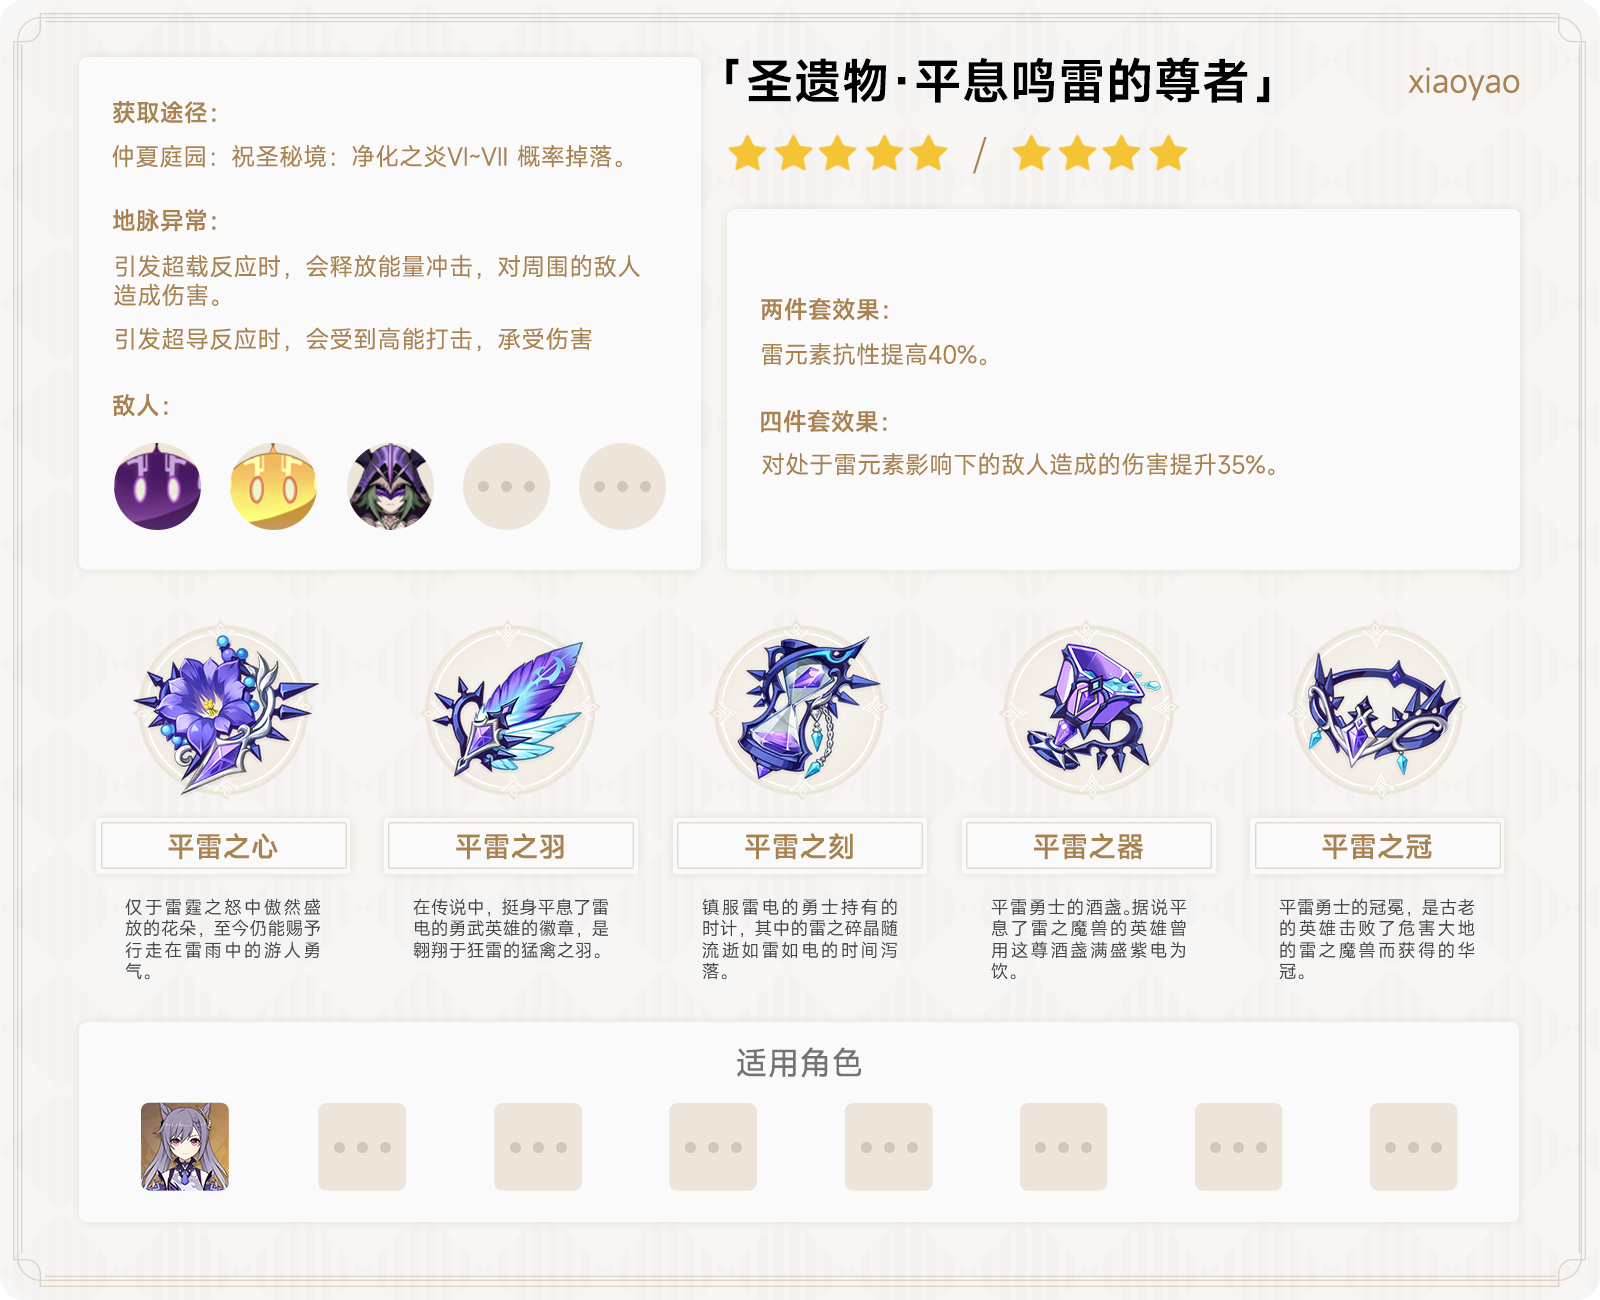 获取途径：
仲夏庭园：祝圣秘境：净化之炎VI~VII 概率掉落。
地脉异常：
引发超载反应时，会释放能量冲击，对周围的敌人
造成伤害。
引发超导反应时，会受到高能打击，承受伤害
敌人：
「圣遗物·平息鸣雷的尊者」
xiaoyao
/
两件套效果：
雷元素抗性提高40%。
四件套效果：
对处于雷元素影响下的敌人造成的伤害提升35%。
平雷之心
仅于雷霆之怒中傲然盛
放的花朵，至今仍能赐予
行走在雷雨中的游人勇
气。
平雷之羽
在传说中，挺身平息了雷
电的勇武英雄的徽章，是
翱翔于狂雷的猛禽之羽。
平雷之刻
镇服雷电的勇士持有的
时计，其中的雷之碎晶随
流逝如雷如电的时间泻
落。
平雷之器
平雷勇士的酒盏。据说平
息了雷之魔兽的英雄曾
用这尊酒盏满盛紫电为
饮。
平雷之冠
平雷勇士的冠冕，是古老
的英雄击败了危害大地
的雷之魔兽而获得的华
冠。
适用角色